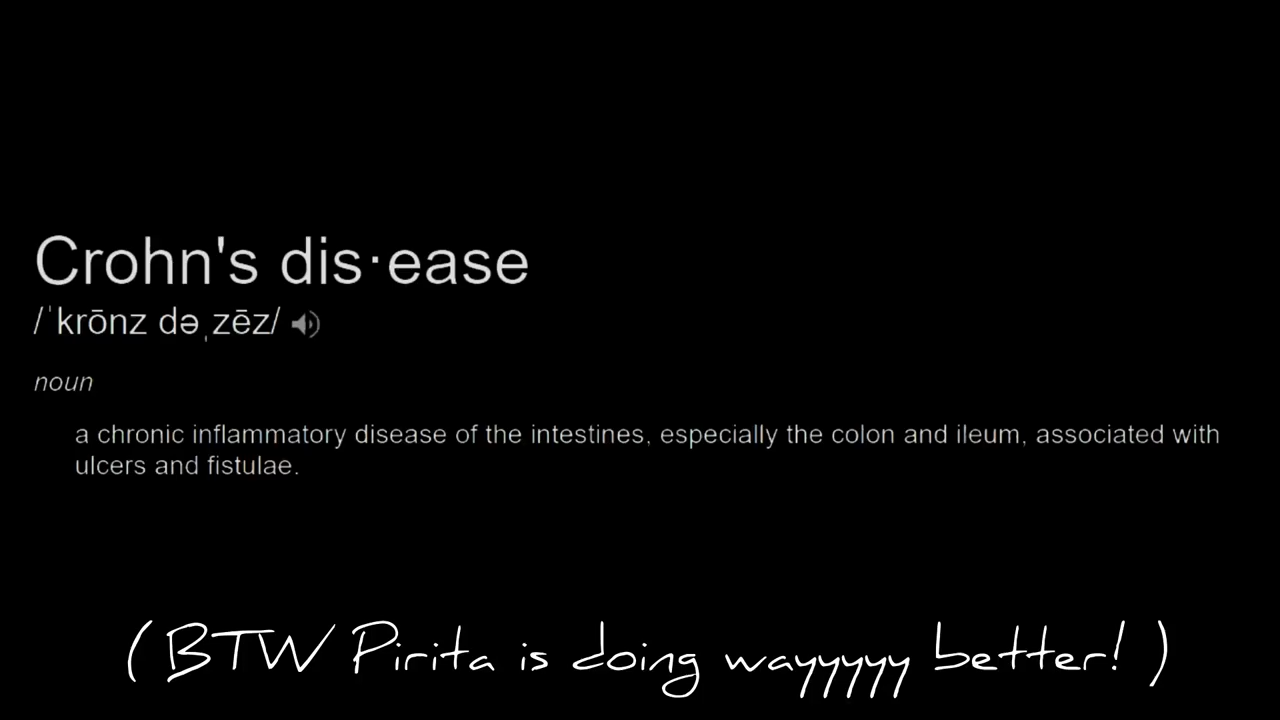 Crohn's dis·ease
/ˈkrōnz dəˌzēz/
noun
a chronic inflammatory disease of the intestines, especially the colon and ileum, associated with
ulcers and fistulae.
( BTW Pirita is doing wayyyyy better! )